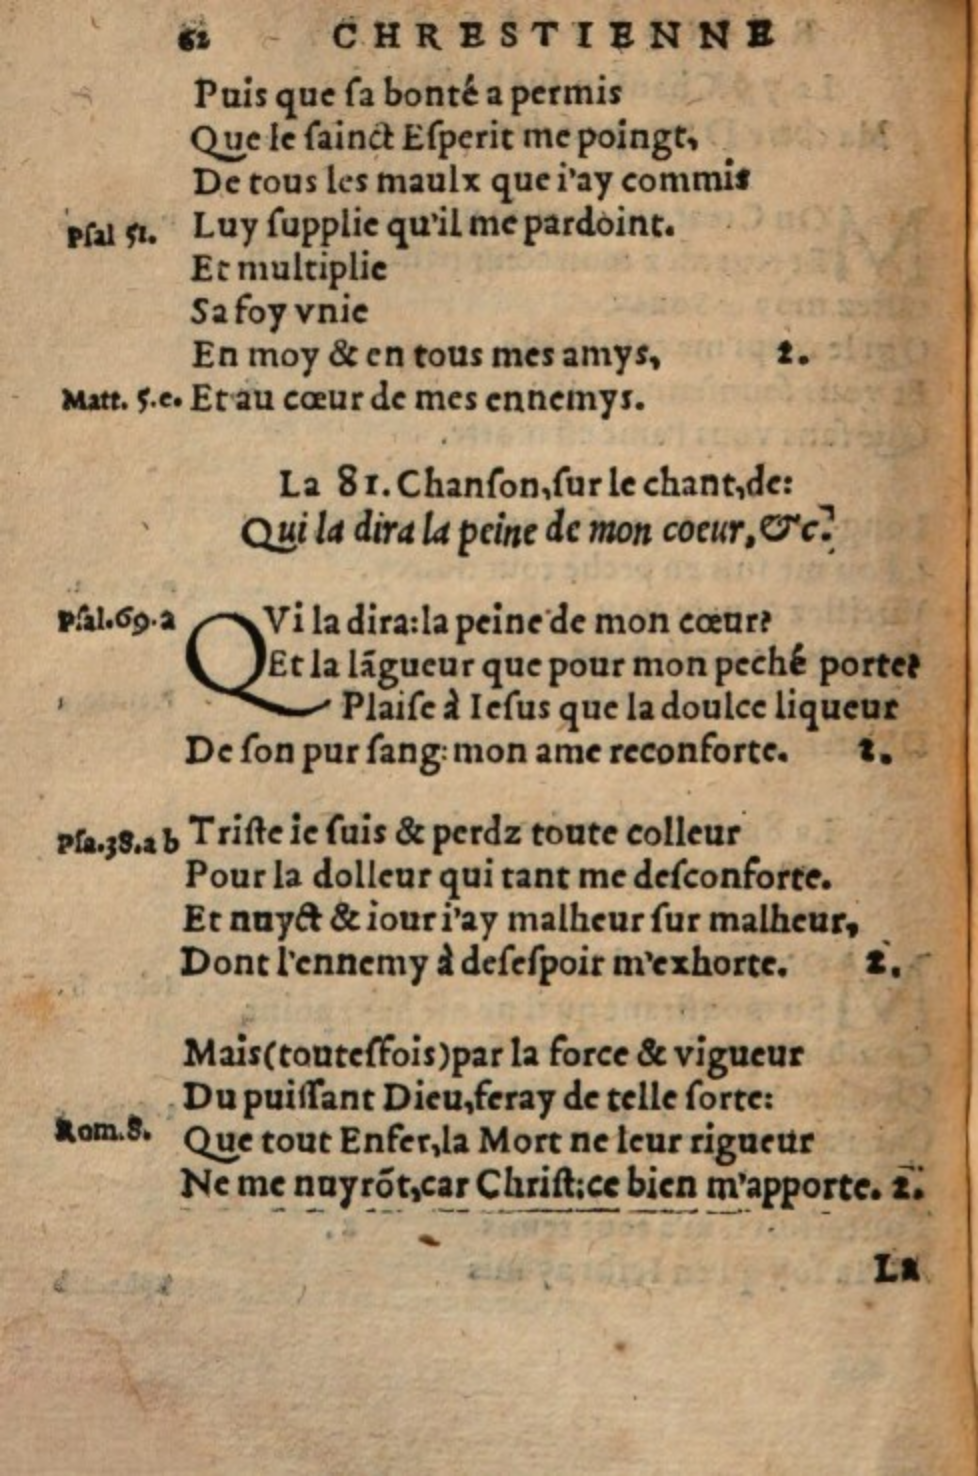 62 CHRESTIENNE
Puis que ſa bonté a permis
Que le ſainct Eſperit me poingt,
De tous les maulx que i'ay commis
Pſal 51. Luy ſupplie qu'il me pardoint.
Et multiplie
Sa foy vnie
En moy & en tous mes amys, 2.
Matt. 5.e. Et au cœur de mes ennemys.
La 81. Chanſon, ſur le chant, de:
Qui la dira la peine de mon coeur, &c.
Pſal.69.a QVi la dira: la peine de mon cœur?
Et la lãgueur que pour mon peché porte?
Plaiſe à Ieſus que la doulce liqueur
De ſon pur ſang: mon ame reconforte. 2.
Pſa.38.a b Triſte ie ſuis & perdz toute colleur
Pour la dolleur qui tant me deſconforte.
Et nuyct & iour i'ay malheur ſur malheur,
Dont l'ennemy à deſeſpoir m'exhorte. 2.
Mais (touteſfois) par la force & vigueur
Du puiſſant Dieu, feray de telle ſorte:
Rom.8. Que tout Enfer, la Mort ne leur rigueur
Ne me nuyrõt, car Chriſt: ce bien m'apporte. 2.
La